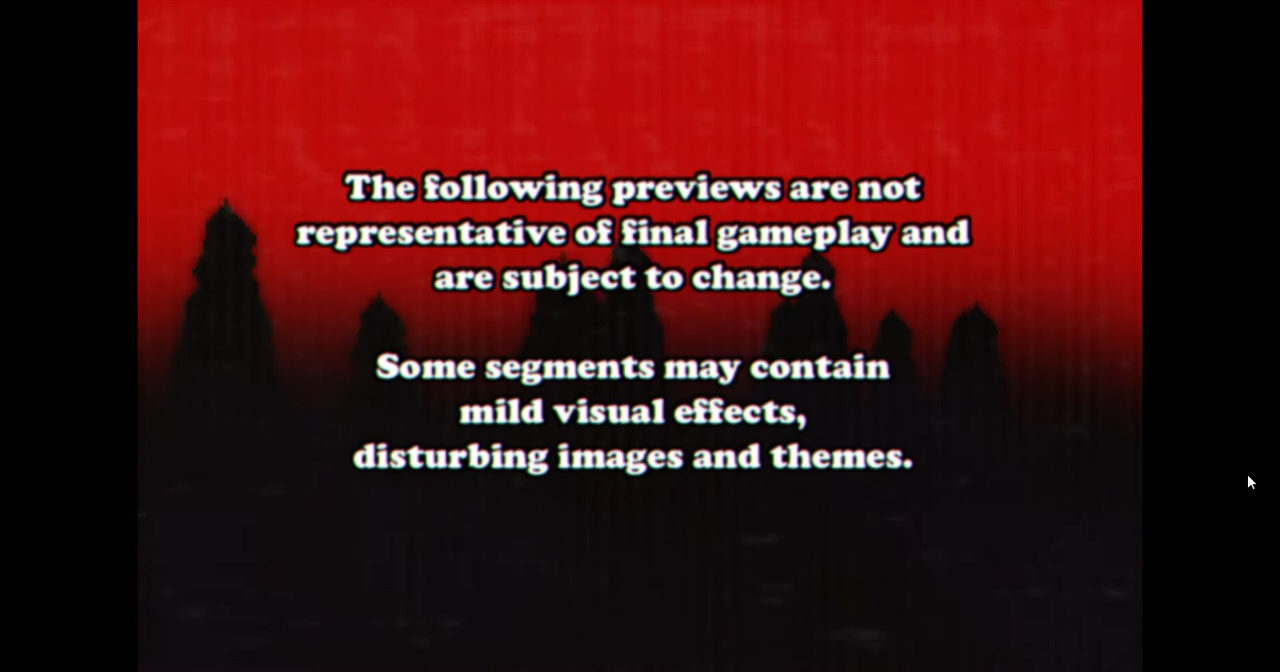 The following previews are not
representative of final gameplay and
are subject to change.
Some segments may contain
mild visual effects,
disturbing images and themes.